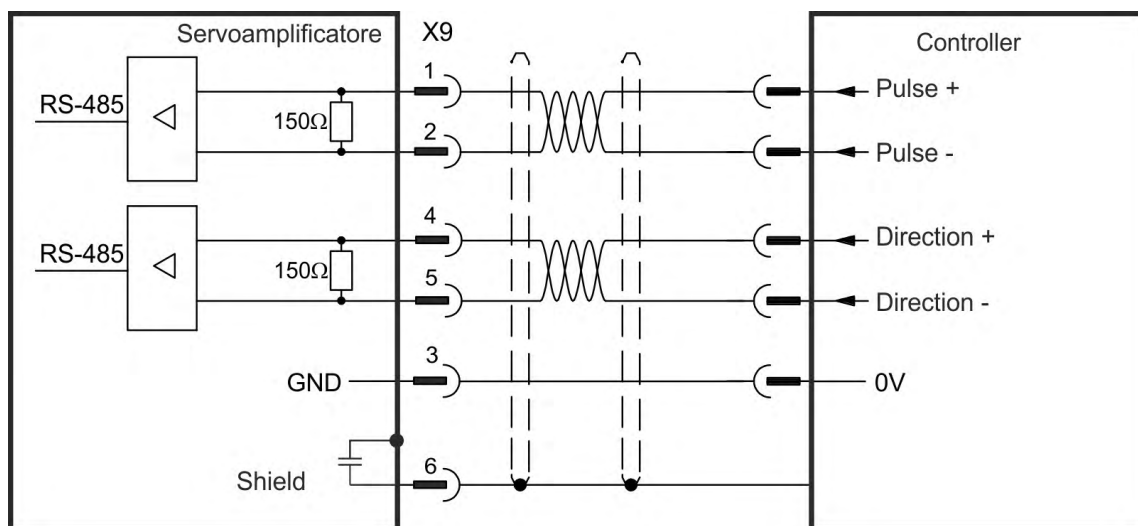 Servoamplificatore
X9
Controller
1
Pulse +
RS-485
150Ω
2
Pulse -
4
Direction +
RS-485
150Ω
5
Direction -
3
GND
0V
6
Shield